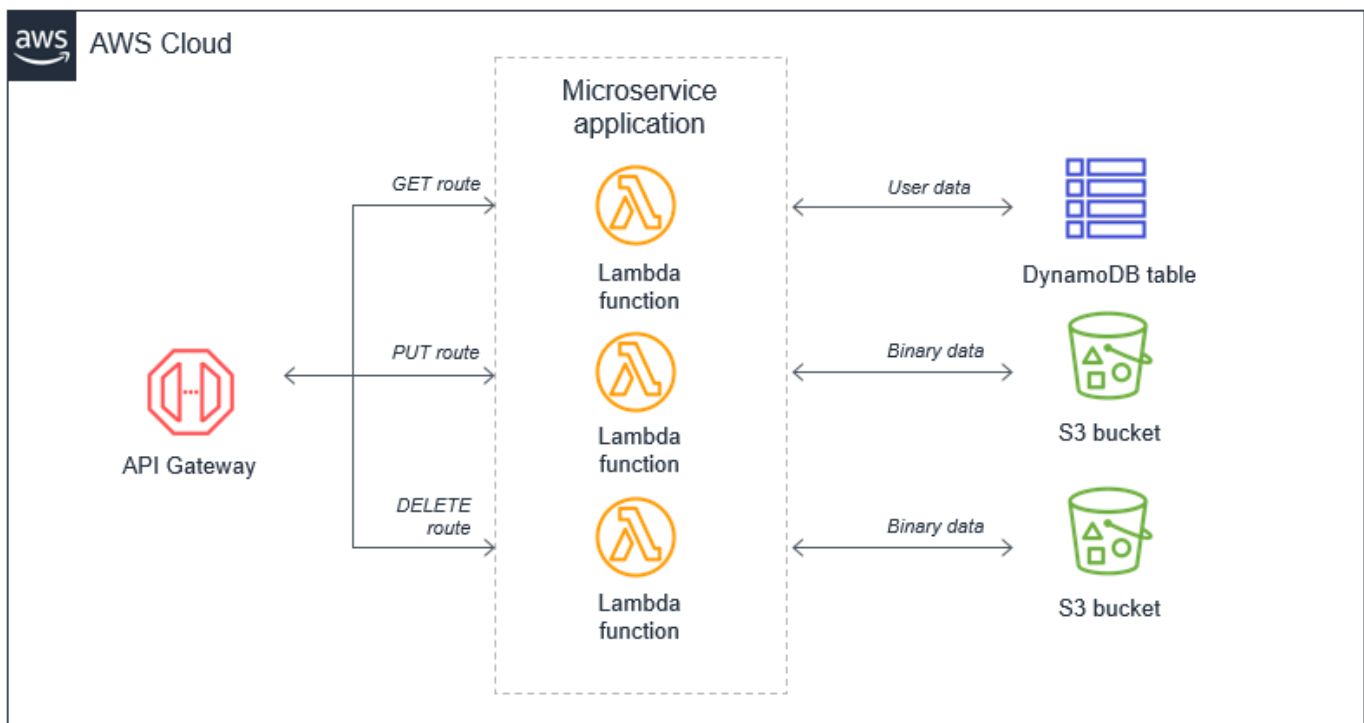 aws
AWS Cloud
Microservice
application
GET route
User data
Lambda
function
DynamoDB table
PUT route
Binary data
Lambda
function
S3 bucket
API Gateway
DELETE
route
Binary data
Lambda
function
S3 bucket